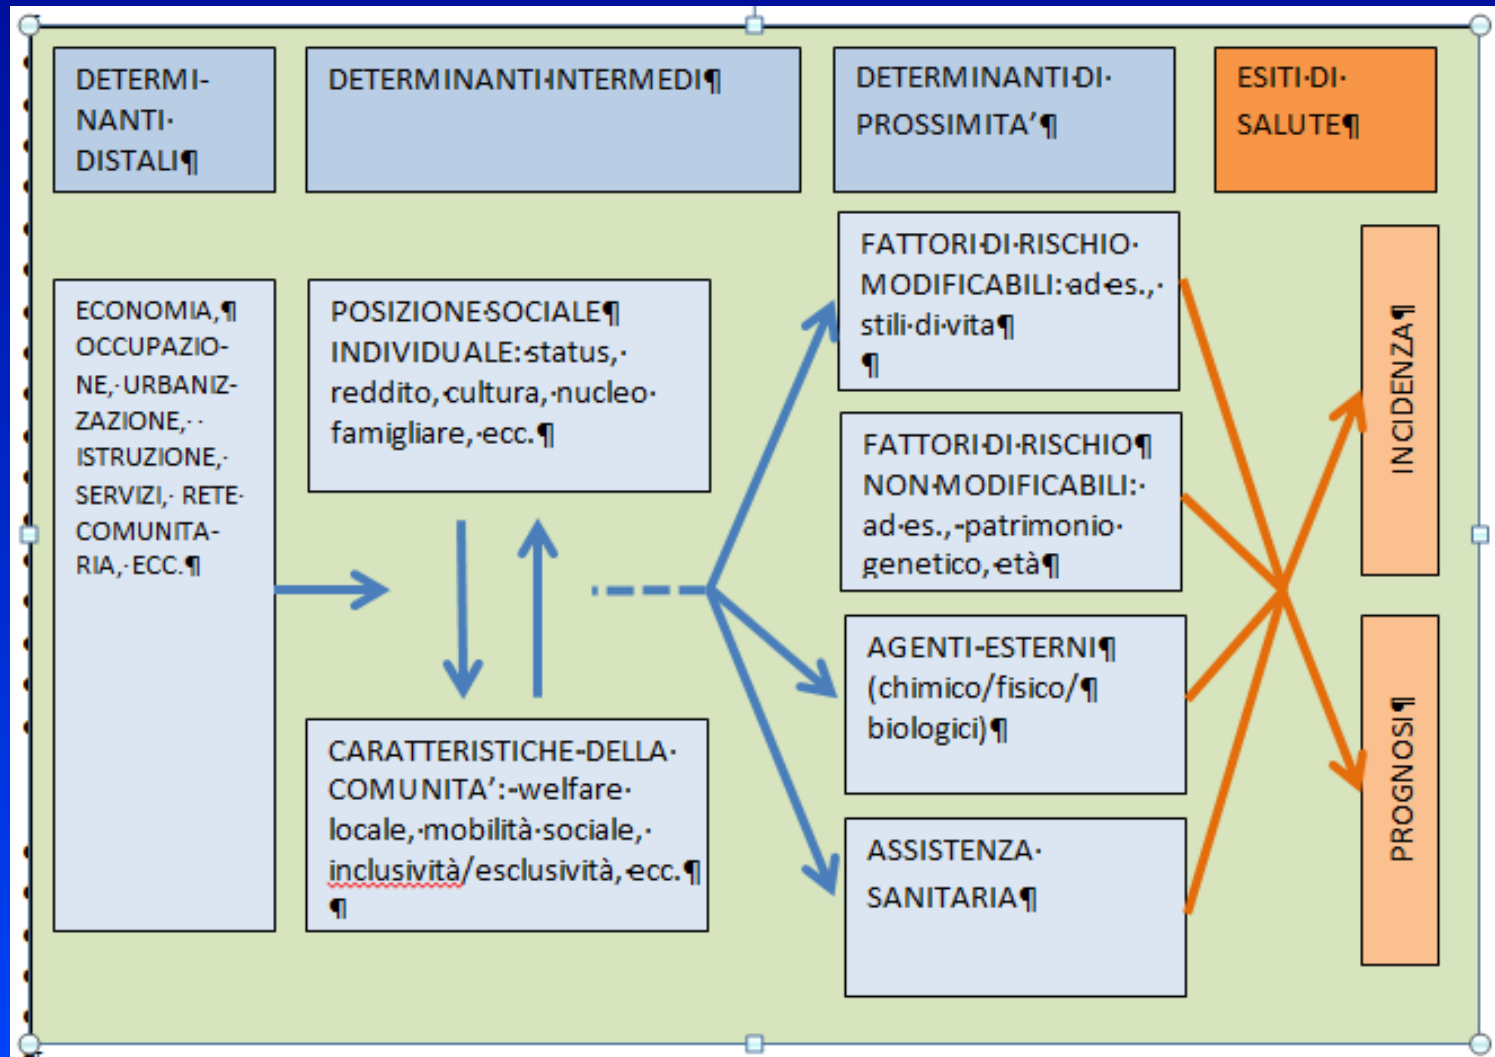 DETERMI-
NANTI·
DISTALI¶
DETERMINANTI·INTERMEDI¶
DETERMINANTI·DI·
PROSSIMITA’¶
ESITI·DI·
SALUTE¶
ECONOMIA,¶
OCCUPAZIO-
NE,·URBANIZ-
ZAZIONE,··
ISTRUZIONE,·
SERVIZI,·RETE·
COMUNITA-
RIA,·ECC.¶
POSIZIONE·SOCIALE¶
INDIVIDUALE:·status,·
reddito,·cultura,·nucleo·
famigliare,·ecc.¶
CARATTERISTICHE·DELLA·
COMUNITA’:·welfare·
locale,·mobilità·sociale,·
inclusività/esclusività,·ecc.¶
¶
FATTORI·DI·RISCHIO·
MODIFICABILI:·ad·es.,·
stili·di·vita¶
¶
FATTORI·DI·RISCHIO¶
NON·MODIFICABILI:·
ad·es.,·patrimonio·
genetico,·età¶
AGENTI·ESTERNI¶
(chimico/fisico/¶
biologici)¶
ASSISTENZA·
SANITARIA¶
INCIDENZA¶
PROGNOSI¶